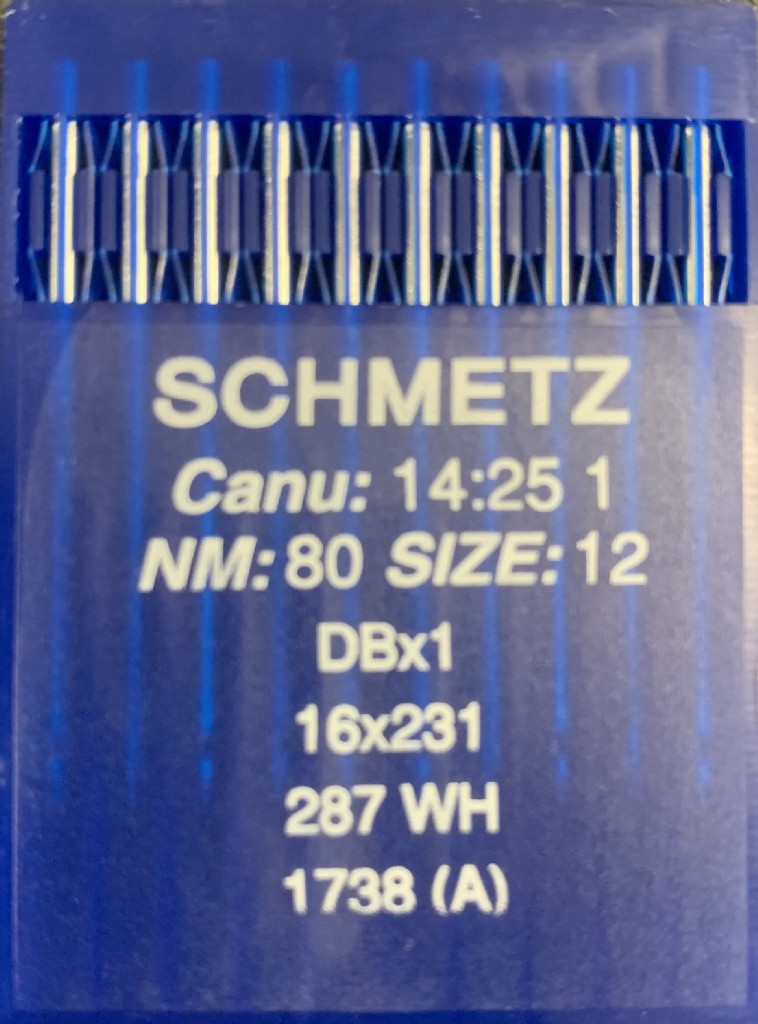 SCHMETZ
Canu: 14:25 1
NM: 80 SIZE: 12
DBx1
16x231
287 WH
1738 (A)